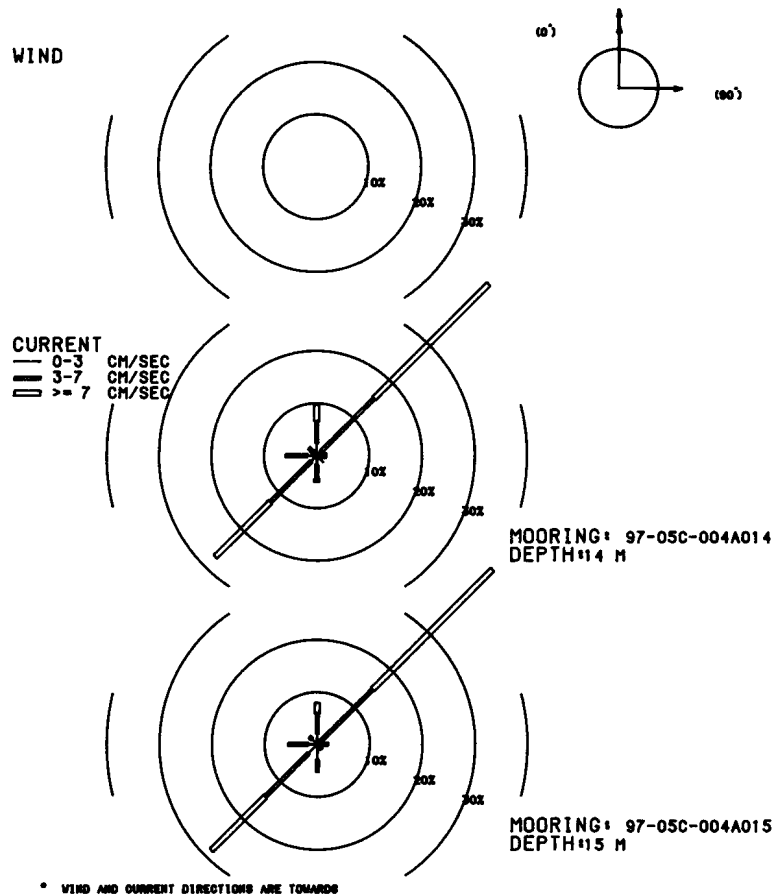 WIND
(0°)
(90°)
10%
20%
30%
CURRENT
0-3 CM/SEC
3-7 CM/SEC
>= 7 CM/SEC
10%
20%
30%
MOORING: 97-05C-004A014
DEPTH:14 M
10%
20%
30%
MOORING: 97-05C-004A015
DEPTH:15 M
* WIND AND CURRENT DIRECTIONS ARE TOWARDS